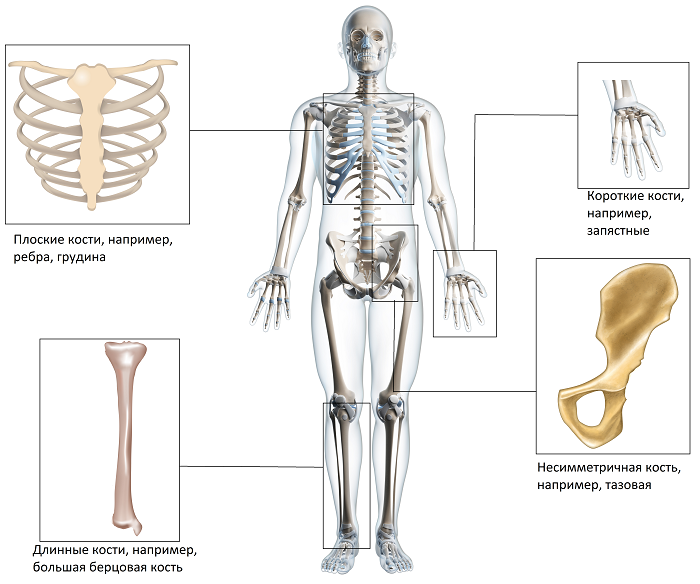 Плоские кости, например,
ребра, грудина
Короткие кости,
например,
запястные
Длинные кости, например,
большая берцовая кость
Несимметричная кость,
например, тазовая